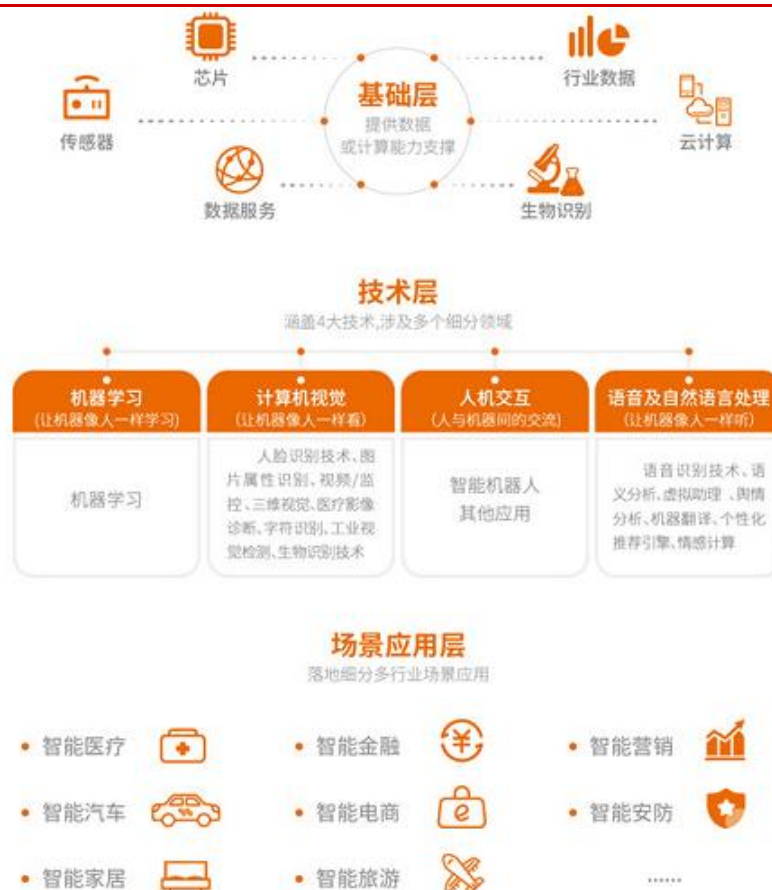 芯片
行业数据
传感器
基础层
提供数据
或计算能力支撑
云计算
数据服务
生物识别
技术层
涵盖4大技术,涉及多个细分领域
机器学习
(让机器像人一样学习)
机器学习
计算机视觉
(让机器像人一样看)
人脸识别技术、图
片属性识别、视频/监
控、三维视觉、医疗影像
诊断、字符识别、工业视
觉检测、生物识别技术
人机交互
(人与机器间的交流)
智能机器人
其他应用
语音及自然语言处理
(让机器像人一样听)
语音识别技术、语
义分析、虚拟助理、舆情
分析、机器翻译、个性化
推荐引擎、情感计算
场景应用层
落地细分多行业场景应用
智能医疗
智能金融
智能营销
智能汽车
智能电商
智能安防
智能家居
智能旅游
……